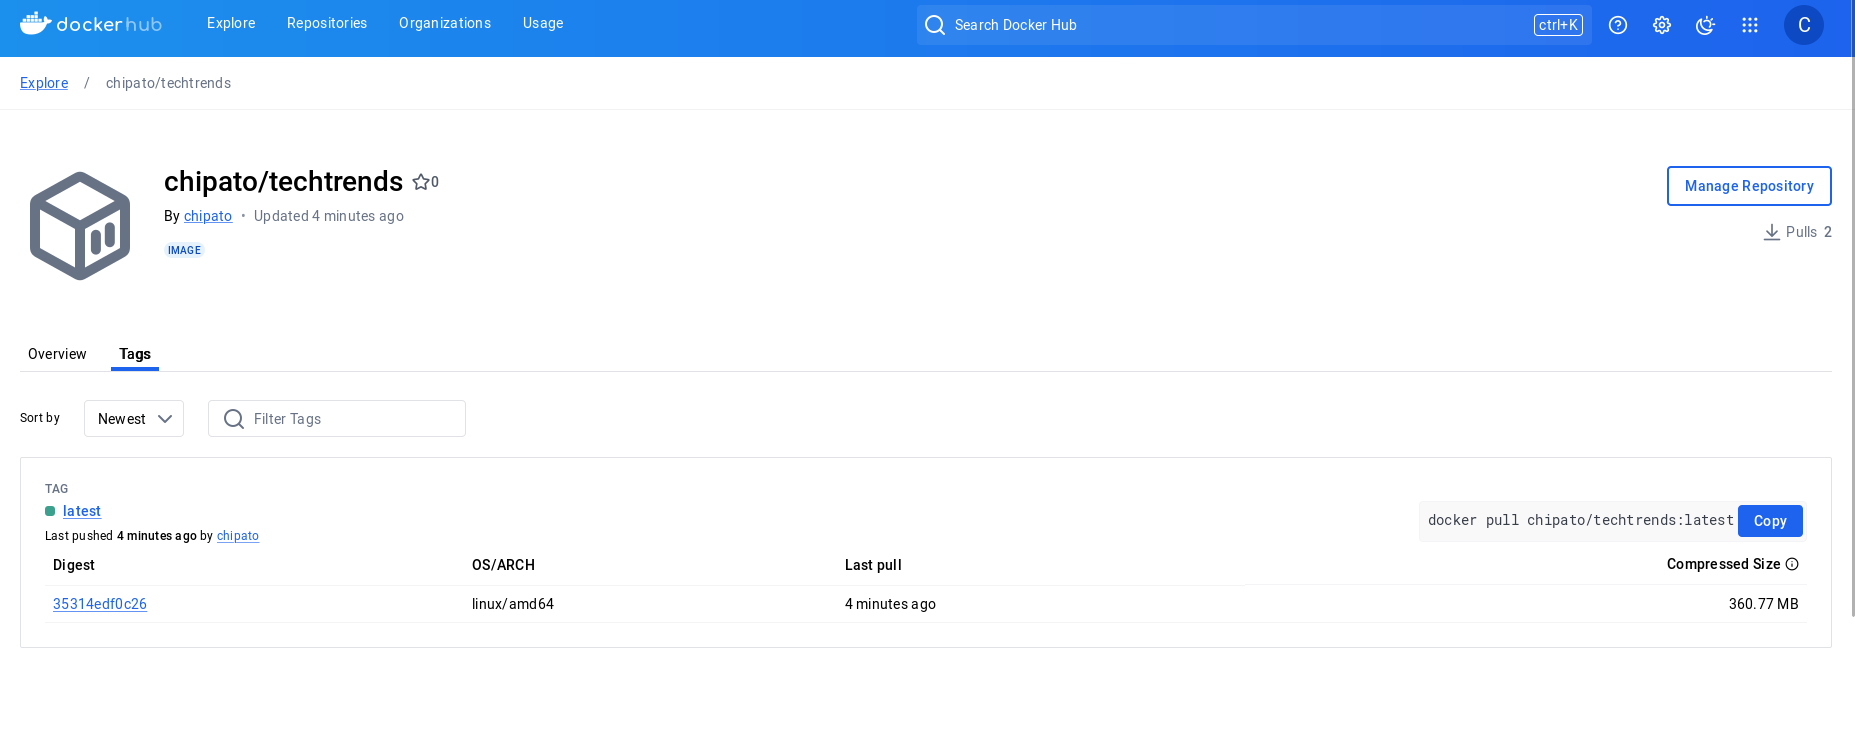 dockerhub Explore Repositories Organizations Usage Search Docker Hub ctrl+K C
Explore / chipato/techtrends
chipato/techtrends 0
Manage Repository
By chipato • Updated 4 minutes ago
Pulls 2
IMAGE
Overview Tags
Sort by Newest Filter Tags
TAG
latest
docker pull chipato/techtrends:latest Copy
Last pushed 4 minutes ago by chipato
Digest OS/ARCH Last pull Compressed Size
35314edf0c26 linux/amd64 4 minutes ago 360.77 MB